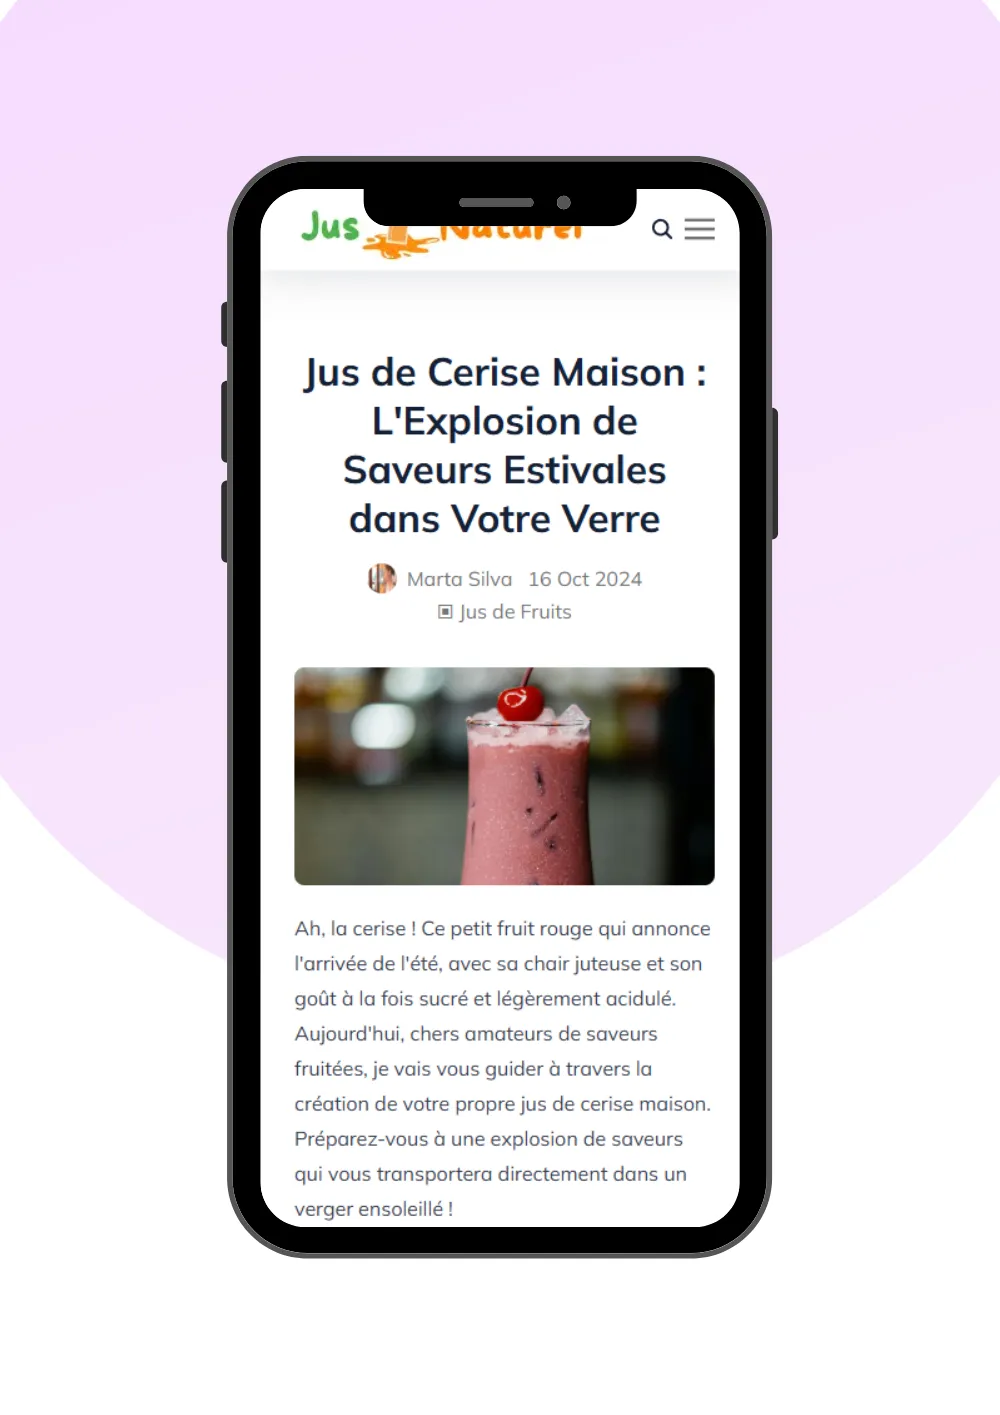 Jus Naturel
Jus de Cerise Maison :
L'Explosion de
Saveurs Estivales
dans Votre Verre
Marta Silva 16 Oct 2024
Jus de Fruits
Ah, la cerise ! Ce petit fruit rouge qui annonce
l'arrivée de l'été, avec sa chair juteuse et son
goût à la fois sucré et légèrement acidulé.
Aujourd'hui, chers amateurs de saveurs
fruitées, je vais vous guider à travers la
création de votre propre jus de cerise maison.
Préparez-vous à une explosion de saveurs
qui vous transportera directement dans un
verger ensoleillé !